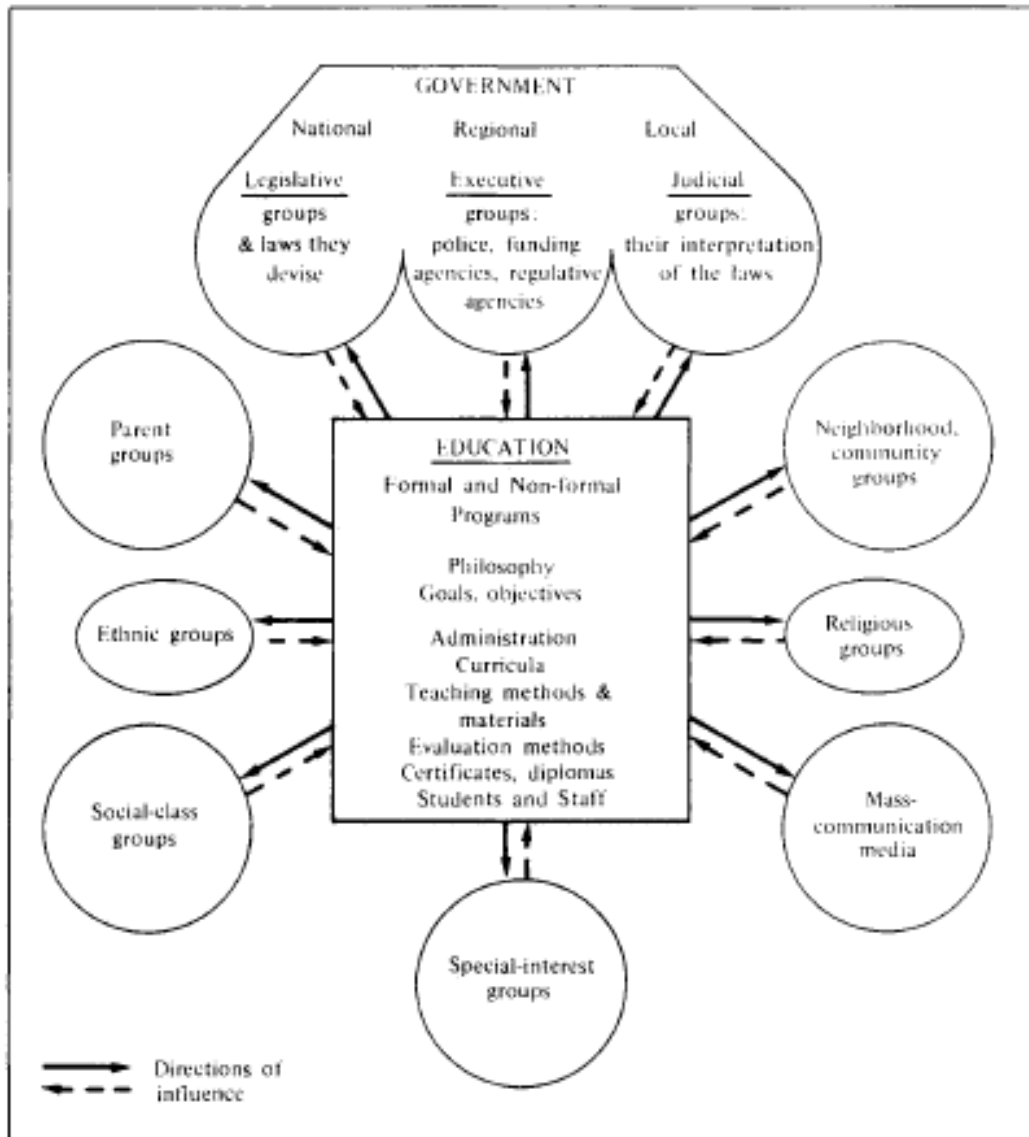 GOVERNMENT
National Regional Local
Legislative
groups
& laws they
devise
Executive
groups:
police, funding
agencies, regulative
agencies
Judicial
groups:
their interpretation
of the laws
Parent
groups
EDUCATION
Formal and Non-formal
Programs
Philosophy
Goals, objectives
Administration
Curricula
Teaching methods &
materials
Evaluation methods
Certificates, diplomas
Students and Staff
Neighborhood,
community
groups
Ethnic groups
Religious
groups
Social-class
groups
Mass-
communication
media
Special-interest
groups
Directions of
influence